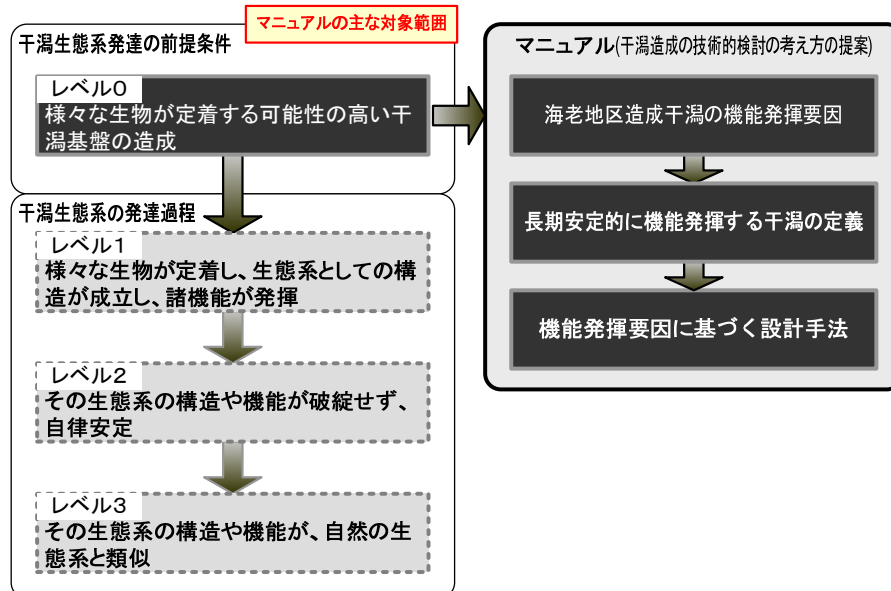 マニュアルの主な対象範囲
干潟生態系発達の前提条件
レベル0
様々な生物が定着する可能性の高い干
潟基盤の造成
干潟生態系の発達過程
レベル1
様々な生物が定着し、生態系としての構
造が成立し、諸機能が発揮
レベル2
その生態系の構造や機能が破綻せず、
自律安定
レベル3
その生態系の構造や機能が、自然の生
態系と類似
マニュアル(干潟造成の技術的検討の考え方の提案)
海老地区造成干潟の機能発揮要因
長期安定的に機能発揮する干潟の定義
機能発揮要因に基づく設計手法